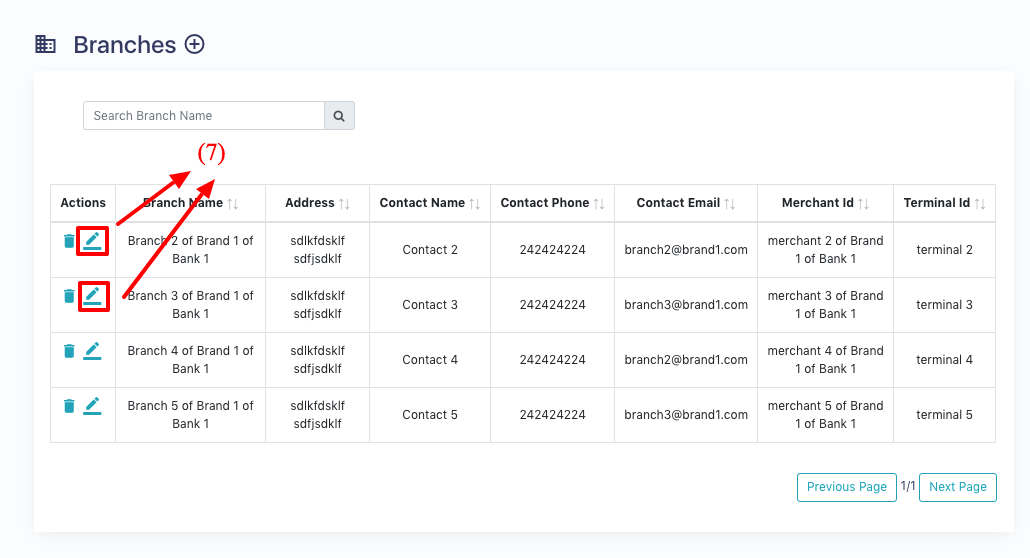 Branches
Search Branch Name
(7)
Actions Branch Name Address Contact Name Contact Phone Contact Email Merchant Id Terminal Id
Branch 2 of Brand 1 of sdlkfdsklf merchant 2 of Brand
Contact 2 242424224 branch2@brand1.com terminal 2
Bank 1 sdfjsdklf 1 of Bank 1
Branch 3 of Brand 1 of sdlkfdsklf merchant 3 of Brand
Contact 3 242424224 branch3@brand1.com terminal 3
Bank 1 sdfjsdklf 1 of Bank 1
Branch 4 of Brand 1 of sdlkfdsklf merchant 4 of Brand
Contact 4 242424224 branch2@brand1.com terminal 4
Bank 1 sdfjsdklf 1 of Bank 1
Branch 5 of Brand 1 of sdlkfdsklf merchant 5 of Brand
Contact 5 242424224 branch3@brand1.com terminal 5
Bank 1 sdfjsdklf 1 of Bank 1
Previous Page 1/1 Next Page